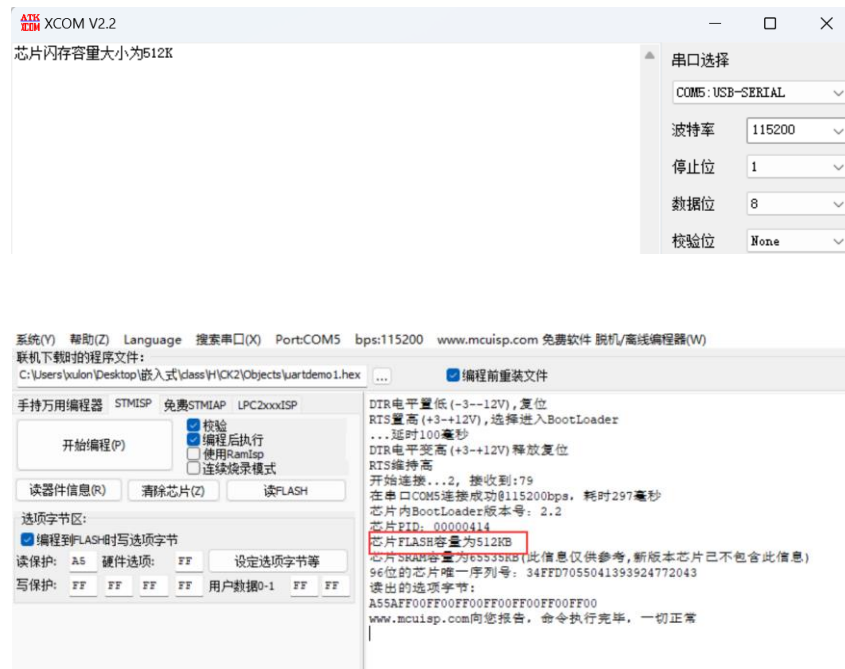 ATK
XCOM XCOM V2.2
芯片闪存容量大小为512K
串口选择
COM5:USB-SERIAL
波特率 115200
停止位 1
数据位 8
校验位 None
系统(Y) 帮助(Z) Language 搜索串口(X) Port:COM5 bps:115200 www.mcuisp.com 免费软件 脱机/离线编程器(W)
联机下载时的程序文件：
C:\Users\xulon\Desktop\嵌入式\class\H\CK2\Objects\uartdemo1.hex ... 编程前重装文件
手持万用编程器 STMISP 免费STMIAP LPC2xxxISP
开始编程(P)
校验
编程后执行
使用RamIsp
连续烧录模式
读器件信息(R) 清除芯片(Z) 读FLASH
选项字节区：
编程到FLASH时写选项字节
读保护： A5 硬件选项： FF 设定选项字节等
写保护： FF FF FF FF 用户数据0-1 FF FF
DTR电平置低(-3--12V),复位
RTS置高(+3-+12V),选择进入BootLoader
...延时100毫秒
DTR电平变高(+3-+12V)释放复位
RTS维持高
开始连接...2, 接收到:79
在串口COM5连接成功@115200bps, 耗时297毫秒
芯片内BootLoader版本号: 2.2
芯片PID: 00000414
芯片FLASH容量为512KB
芯片SRAM容量为65535KB(此信息仅供参考,新版本芯片已不包含此信息)
96位的芯片唯一序列号: 34FFD7055041393924772043
读出的选项字节:
A55AFF00FF00FF00FF00FF00FF00FF00
www.mcuisp.com向您报告, 命令执行完毕, 一切正常